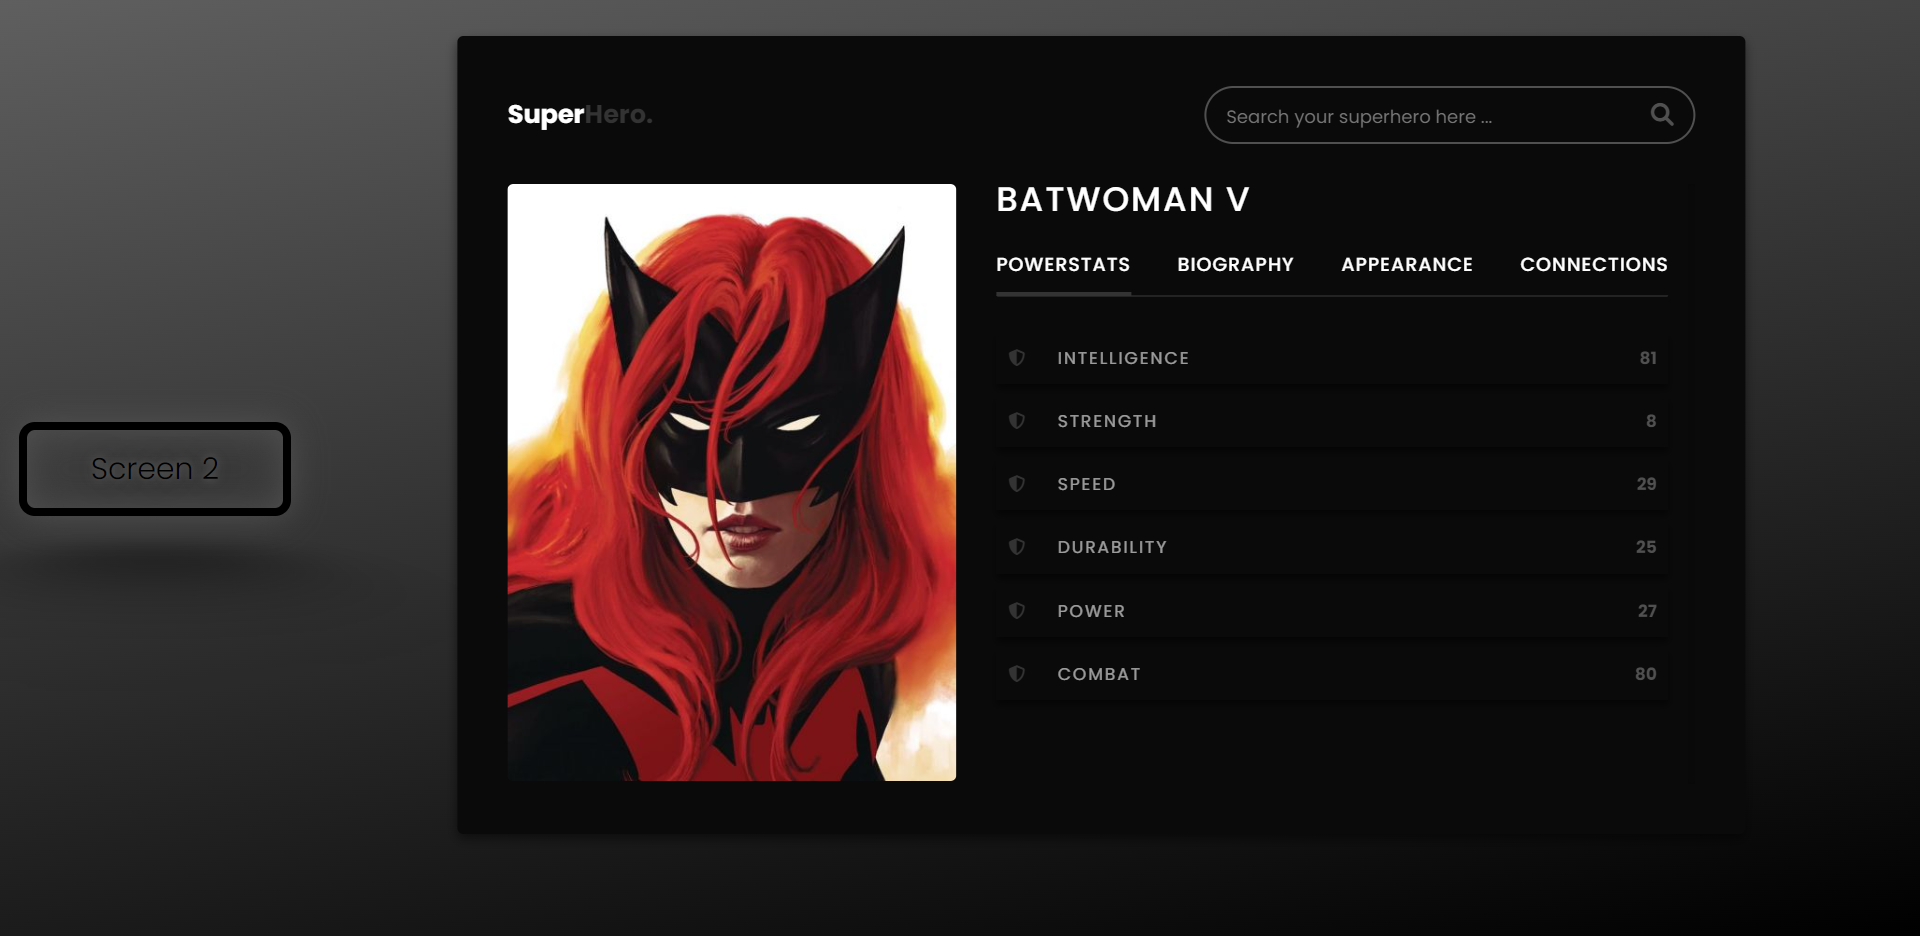 SuperHero.
Search your superhero here ...
BATWOMAN V
POWERSTATS BIOGRAPHY APPEARANCE CONNECTIONS
INTELLIGENCE 81
STRENGTH 8
SPEED 29
DURABILITY 25
POWER 27
COMBAT 80
Screen 2